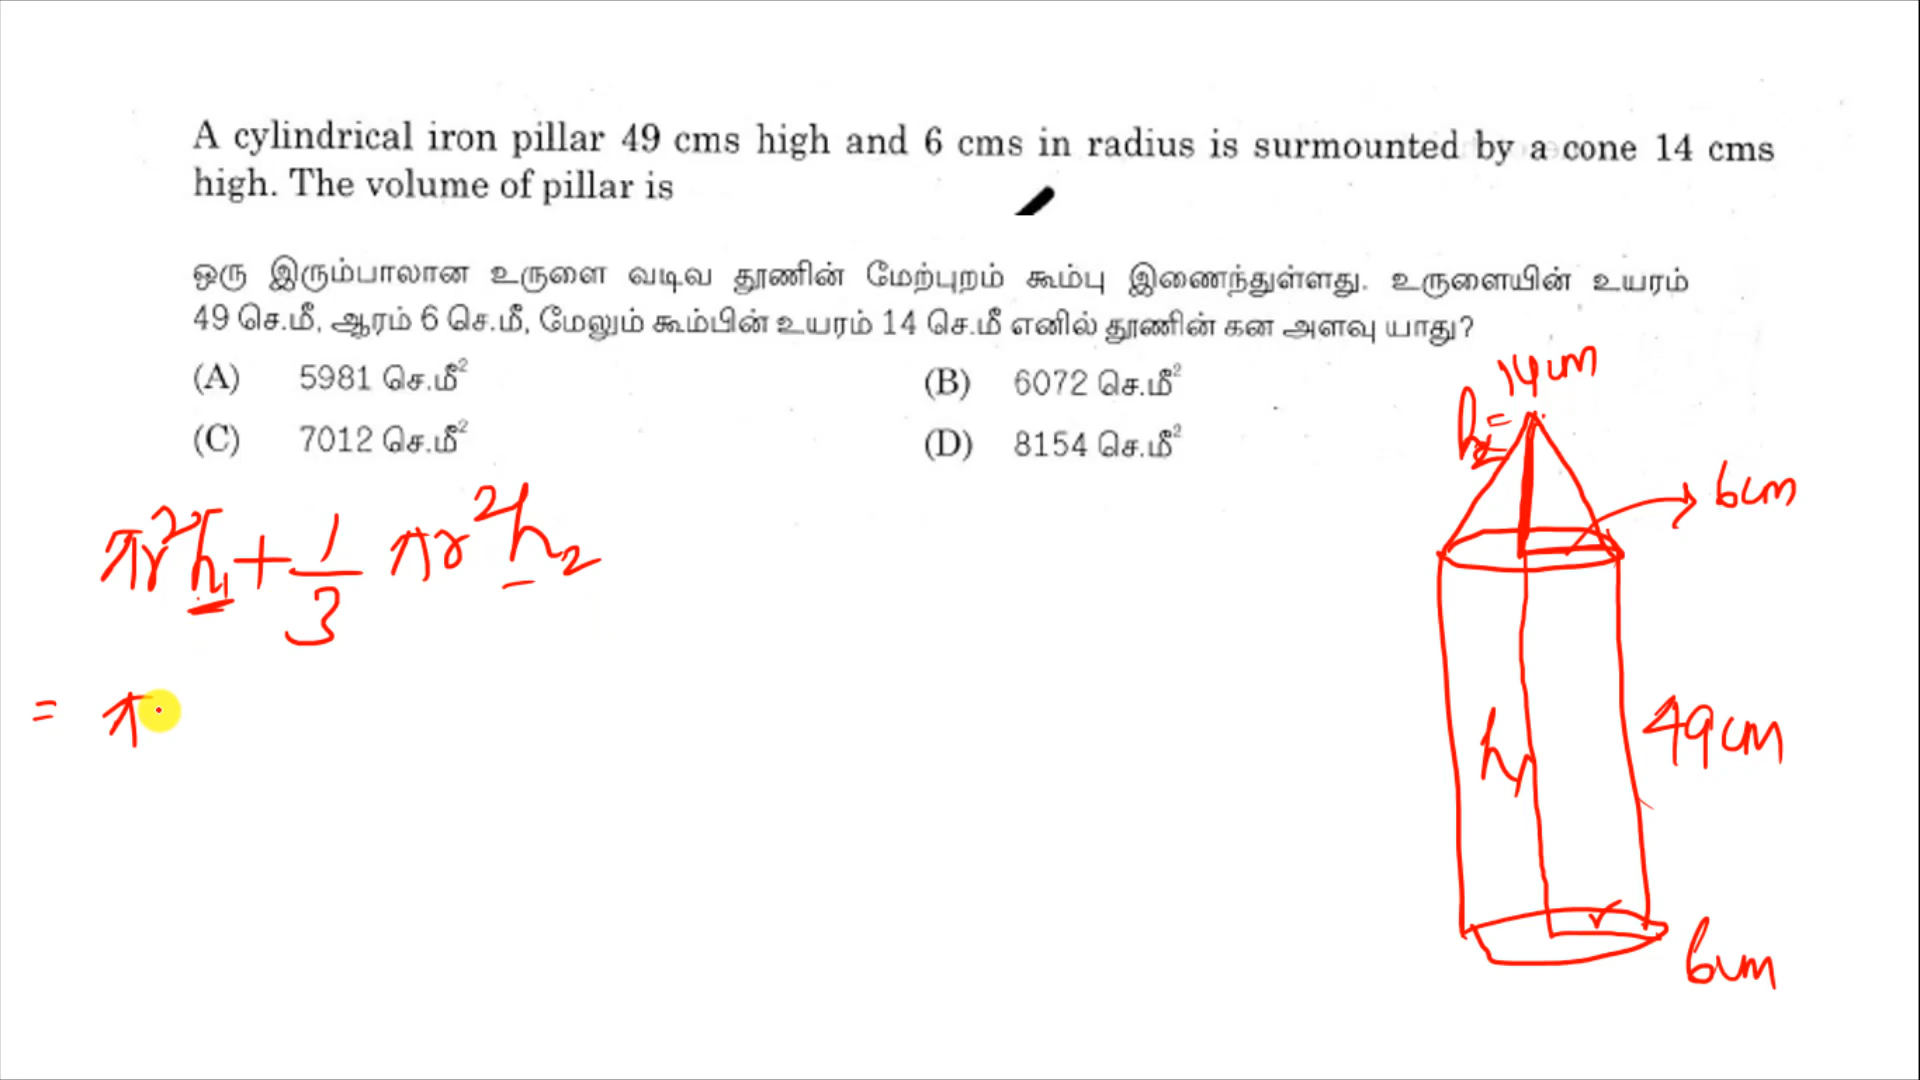 A cylindrical iron pillar 49 cms high and 6 cms in radius is surmounted by a cone 14 cms
high. The volume of pillar is
ஒரு இரும்பாலான உருளை வடிவ தூணின் மேற்புறம் கூம்பு இணைந்துள்ளது. உருளையின் உயரம்
49 செ.மீ, ஆரம் 6 செ.மீ, மேலும் கூம்பின் உயரம் 14 செ.மீ எனில் தூணின் கன அளவு யாது?
(A) 5981 செ.மீ² (B) 6072 செ.மீ²
(C) 7012 செ.மீ² (D) 8154 செ.மீ²
14cm
h₂=
6cm
πr²h₁ + 1/3 πr²h₂
= π
h₁
49cm
6cm